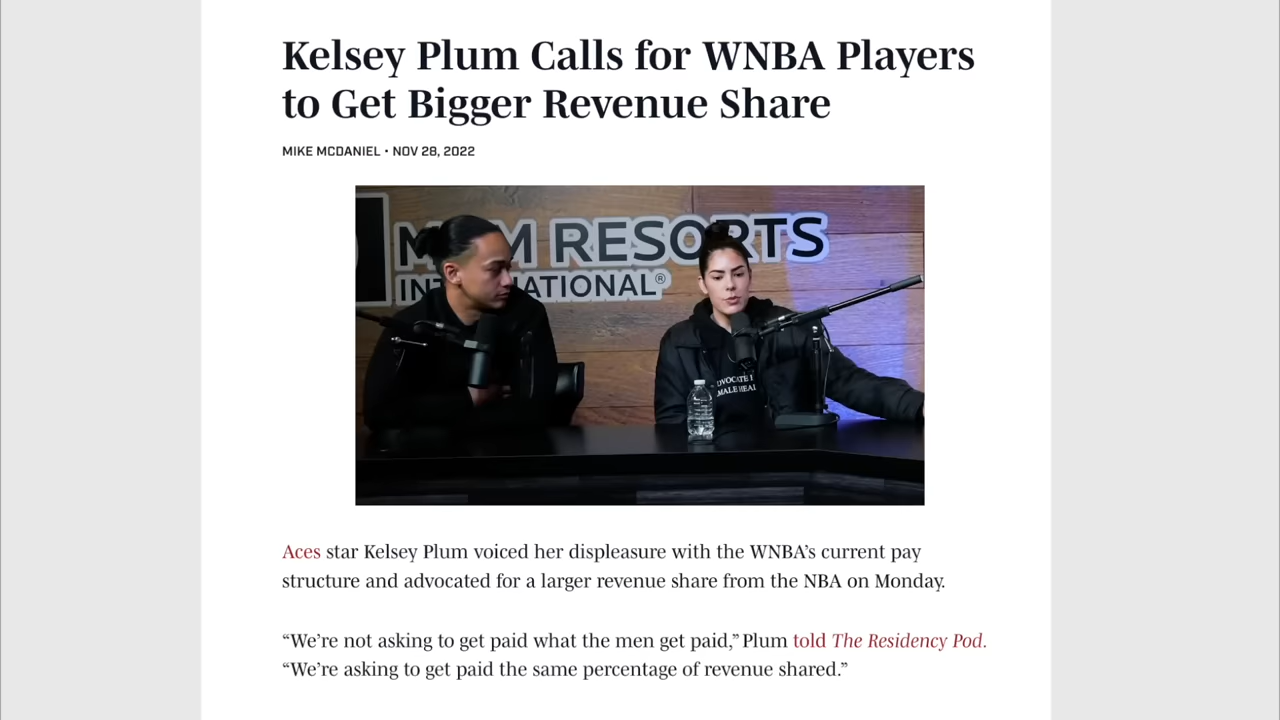 Kelsey Plum Calls for WNBA Players
to Get Bigger Revenue Share
MIKE MCDANIEL • NOV 28, 2022
RESORTS
Aces star Kelsey Plum voiced her displeasure with the WNBA’s current pay
structure and advocated for a larger revenue share from the NBA on Monday.
“We’re not asking to get paid what the men get paid,” Plum told The Residency Pod.
“We’re asking to get paid the same percentage of revenue shared.”